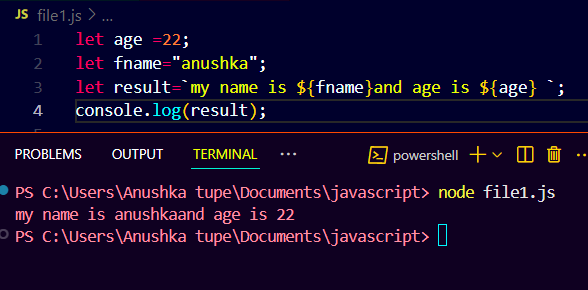 JS file1.js > ...
1 let age =22;
2 let fname="anushka";
3 let result=`my name is ${fname}and age is ${age} `;
4 console.log(result);
PROBLEMS OUTPUT TERMINAL ... powershell
PS C:\Users\Anushka tupe\Documents\javascript> node file1.js
my name is anushkaand age is 22
PS C:\Users\Anushka tupe\Documents\javascript>